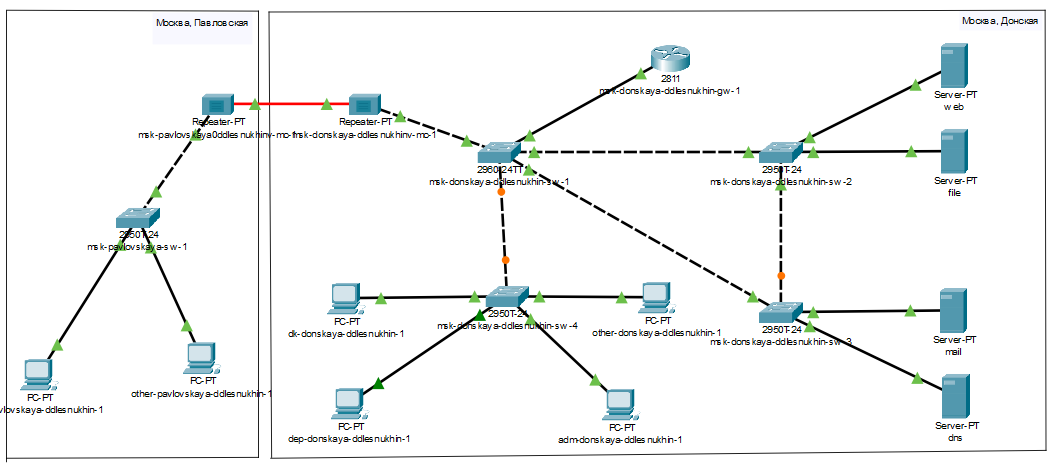 Москва, Павловская
Москва, Донская
2811
msk-donskaya-ddlesnukhin-gw-1
Server-PT
web
Repeater-PT
Repeater-PT
msk-donskaya-ddlesnukhinv-mc-1
2960-24TT
msk-donskaya-ddlesnukhin-sw-1
2950T-24
msk-donskaya-ddlesnukhin-sw-2
Server-PT
file
2950T-24
msk-pavlovskaya-sw-1
2950T-24
msk-donskaya-ddlesnukhin-sw-4
PC-PT
dk-donskaya-ddlesnukhin-1
PC-PT
other-donskaya-ddlesnukhin-1
2950T-24
msk-donskaya-ddlesnukhin-sw-3
Server-PT
mail
PC-PT
other-pavlovskaya-ddlesnukhin-1
PC-PT
vlovskaya-ddlesnukhin-1
PC-PT
dep-donskaya-ddlesnukhin-1
PC-PT
adm-donskaya-ddlesnukhin-1
Server-PT
dns